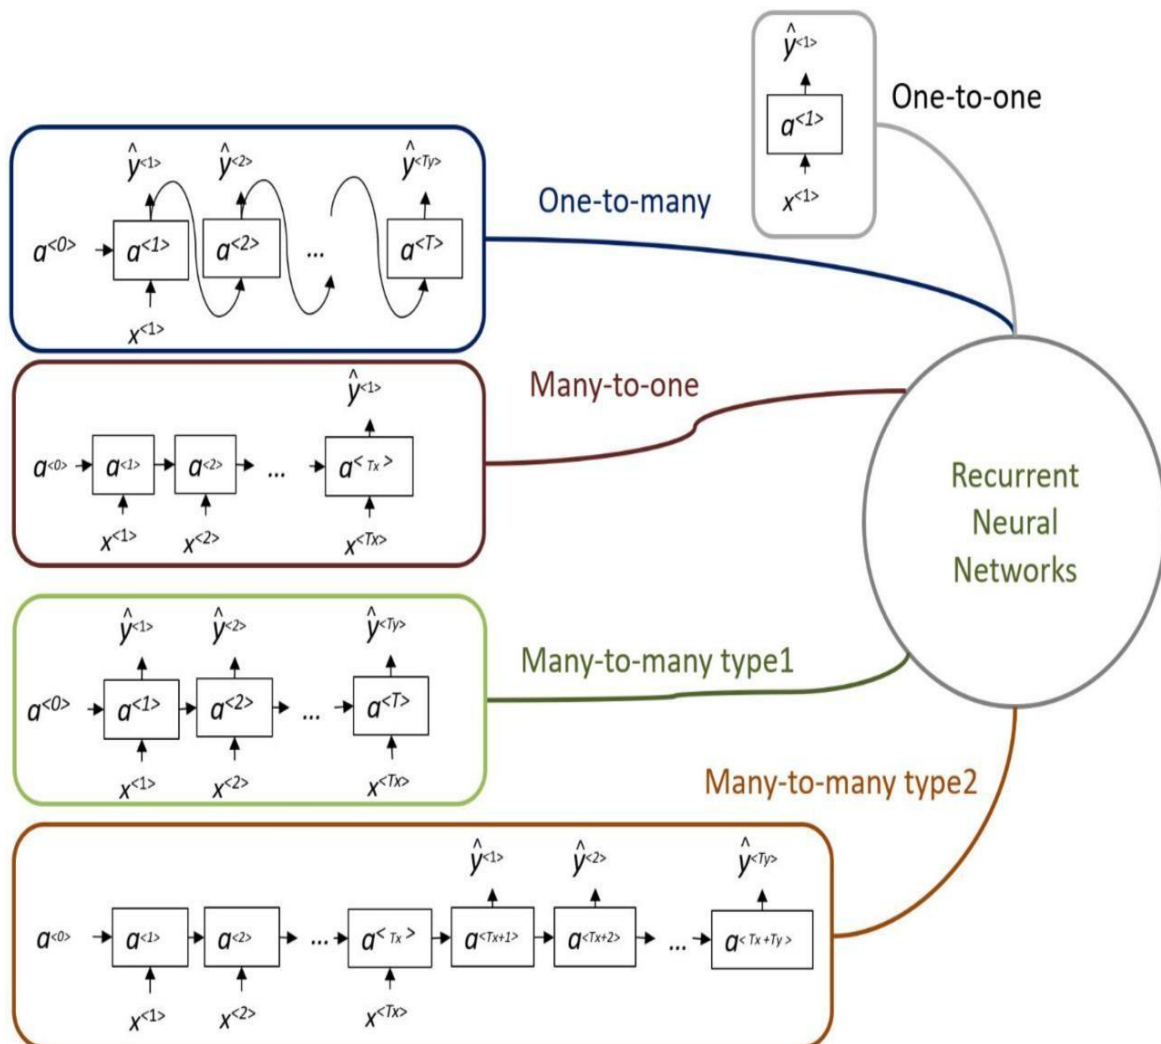 ŷ<1>
a<1>
x<1>
One-to-one
ŷ<1> ŷ<2> ŷ<Ty>
a<0> a<1> a<2> ... a<T>
x<1>
One-to-many
ŷ<1>
a<0> a<1> a<2> ... a<Tx>
x<1> x<2> x<Tx>
Many-to-one
Recurrent
Neural
Networks
ŷ<1> ŷ<2> ŷ<Ty>
a<0> a<1> a<2> ... a<T>
x<1> x<2> x<Tx>
Many-to-many type1
Many-to-many type2
ŷ<1> ŷ<2> ŷ<Ty>
a<0> a<1> a<2> ... a<Tx> a<Tx+1> a<Tx+2> ... a<Tx+Ty>
x<1> x<2> x<Tx>